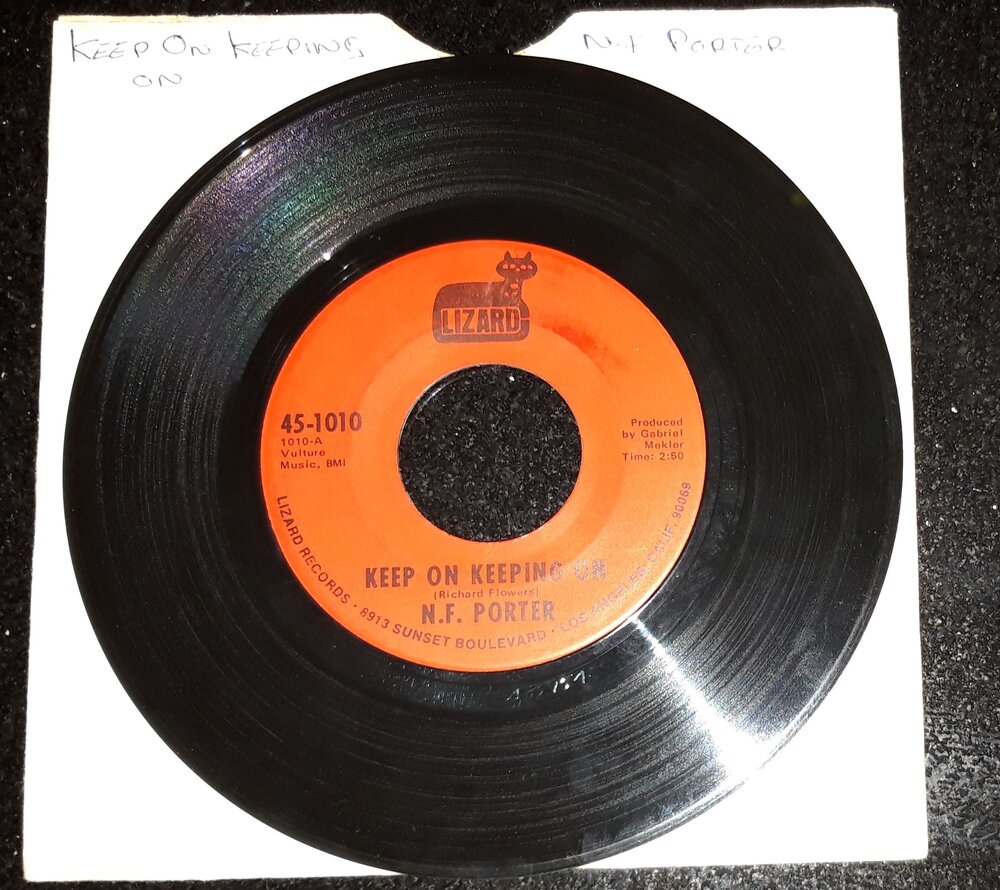 KEEP ON KEEPING
ON
N.F PORTER
LIZARD
45-1010
1010-A
Vulture
Music, BMI
Produced
by Gabriel
Mekler
Time: 2:50
KEEP ON KEEPING ON
(Richard Flowers)
N.F. PORTER
LIZARD RECORDS · 8913 SUNSET BOULEVARD · LOS ANGELES, CALIF. 90069